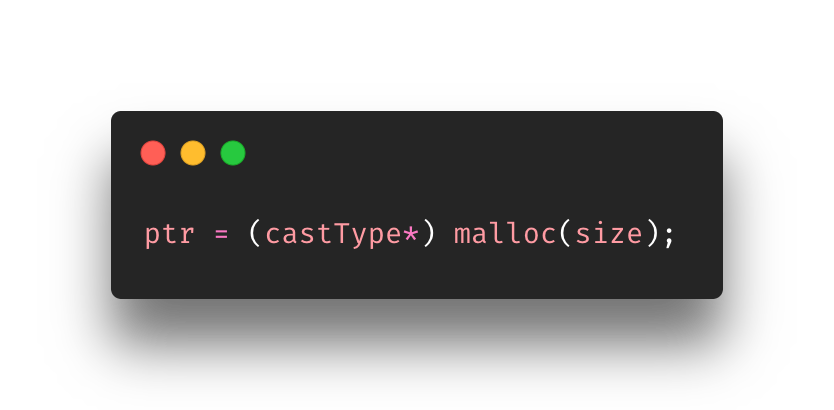 ptr = (castType*) malloc(size);